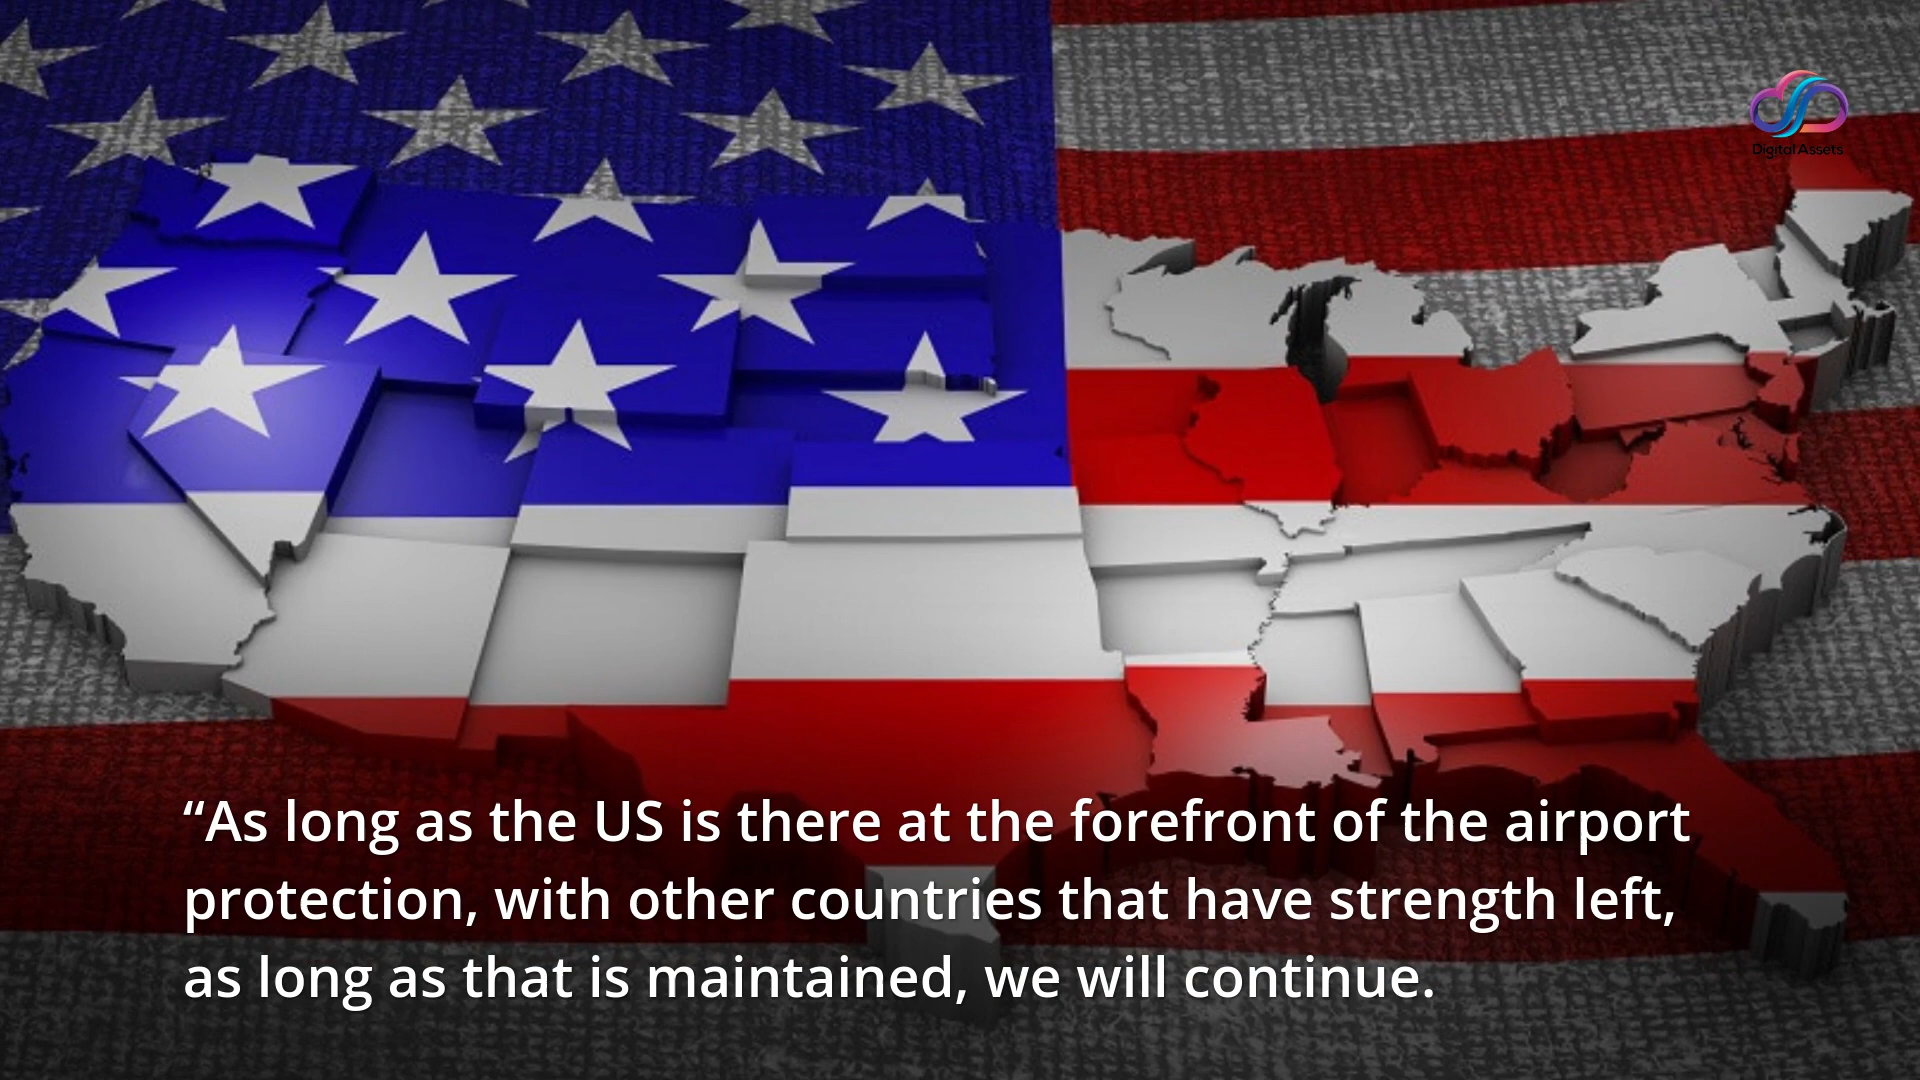 Digital Assets
“As long as the US is there at the forefront of the airport
protection, with other countries that have strength left,
as long as that is maintained, we will continue.